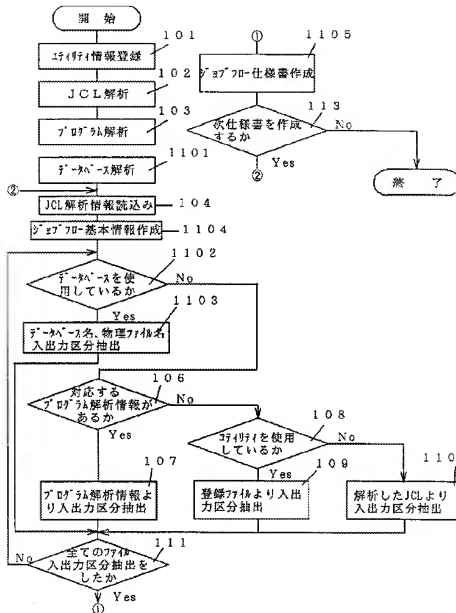 開　始
101
ユティリティ情報登録
102
JCL解析
103
プログラム解析
データベース解析
1101
②
JCL解析情報読込み
104
ジョブフロー基本情報作成
1104
1102
データベースを使
用しているか
No
Yes
1103
データベース名、物理ファイル名
入出力区分抽出
106
対応する
プログラム解析情報が
あるか
No
Yes
108
ユティリティを使用
しているか
No
Yes
107
プログラム解析情報よ
り入出力区分抽出
109
登録ファイルより入出
力区分抽出
110
解析したJCLより
入出力区分抽出
No
111
全てのファイル
入出力区分抽出を
したか
Yes
①
①
1105
ジョブフロー仕様書作成
113
次仕様書を作成
するか
No
Yes
②
終　了